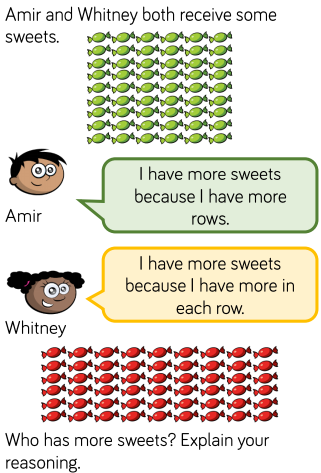 Amir and Whitney both receive some
sweets.
I have more sweets
because I have more
rows.
Amir
I have more sweets
because I have more in
each row.
Whitney
Who has more sweets? Explain your
reasoning.